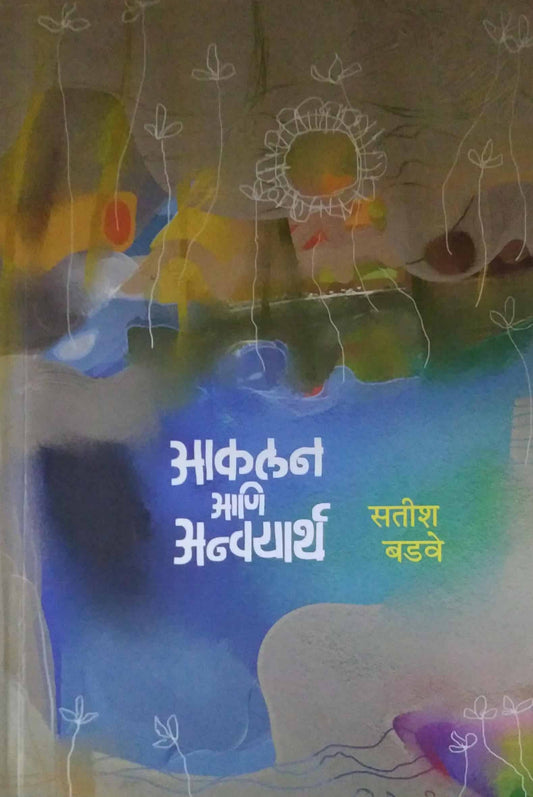 आकलन
आणि
अन्वयार्थ
सतीश
बडवे